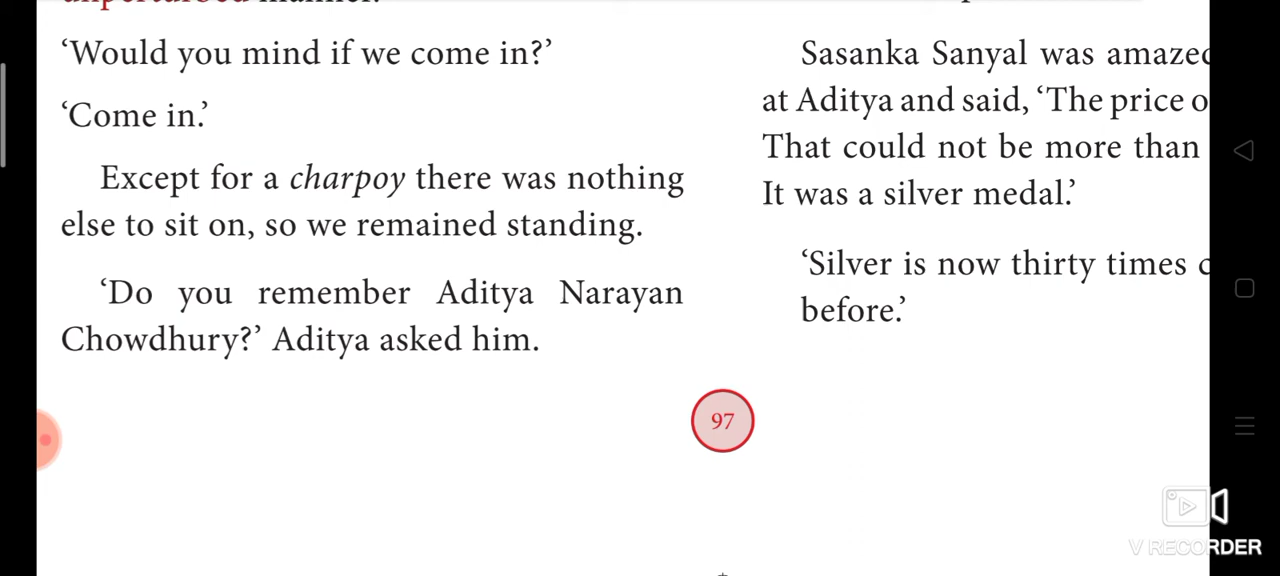 unperturbed manner.
‘Would you mind if we come in?’
‘Come in.’
Except for a charpoy there was nothing
else to sit on, so we remained standing.
‘Do you remember Aditya Narayan
Chowdhury?’ Aditya asked him.
Sasanka Sanyal was amazed
at Aditya and said, ‘The price o
That could not be more than
It was a silver medal.’
‘Silver is now thirty times c
before.’
97
V RECORDER